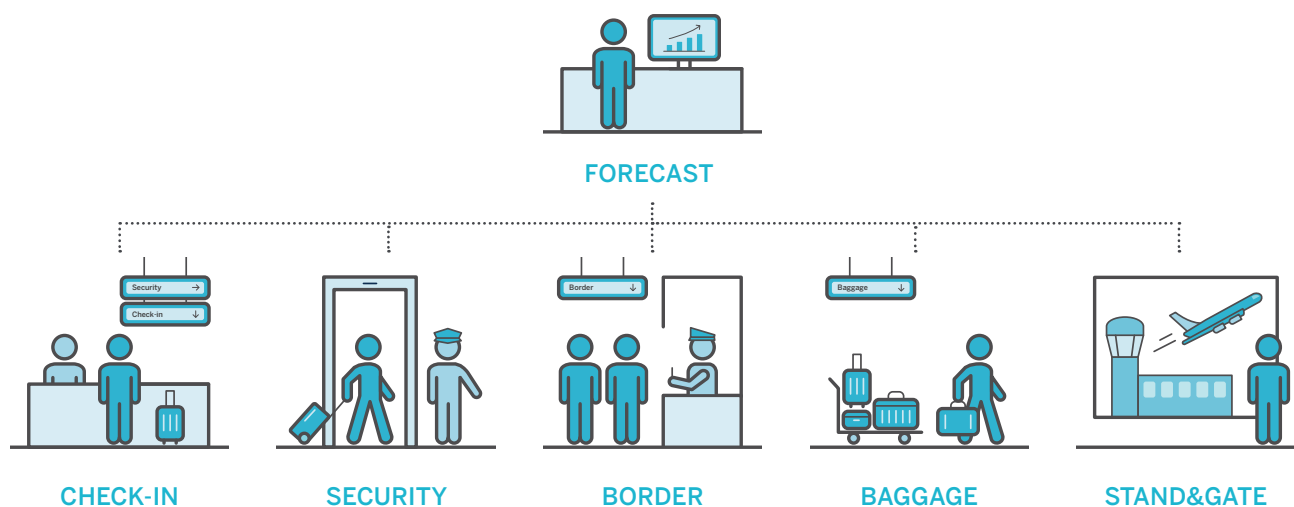 FORECAST
Security →
Check-in ↓
Border ↓
Baggage ↓
CHECK-IN
SECURITY
BORDER
BAGGAGE
STAND&GATE